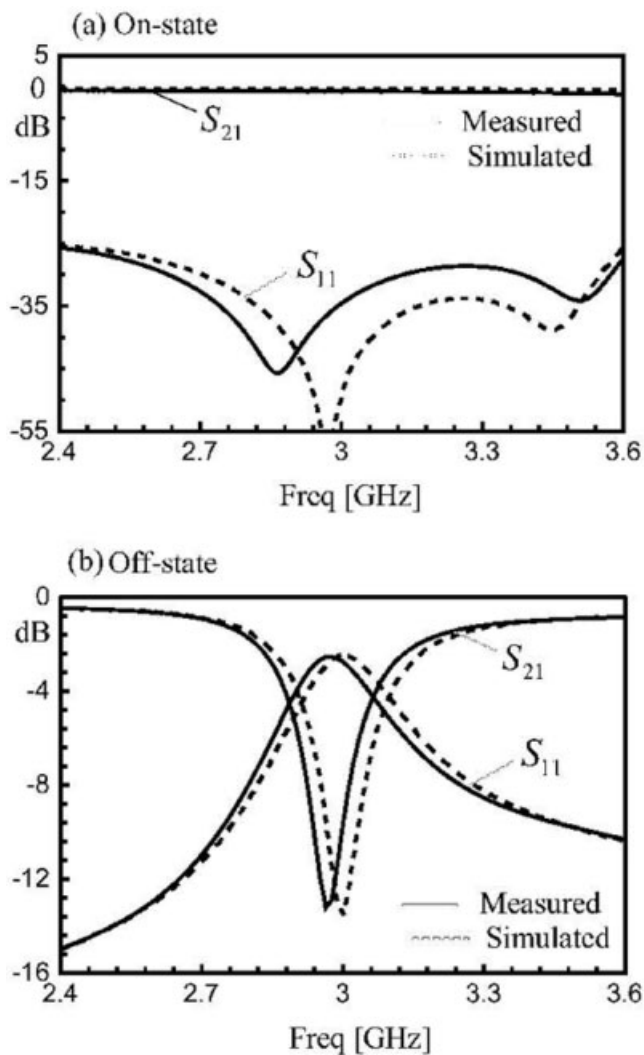 (a) On-state
5
0
dB
S21
Measured
Simulated
-15
S11
-35
-55
2.4 2.7 3 3.3 3.6
Freq [GHz]
(b) Off-state
0
dB
S21
-4
S11
-8
-12
Measured
Simulated
-16
2.4 2.7 3 3.3 3.6
Freq [GHz]